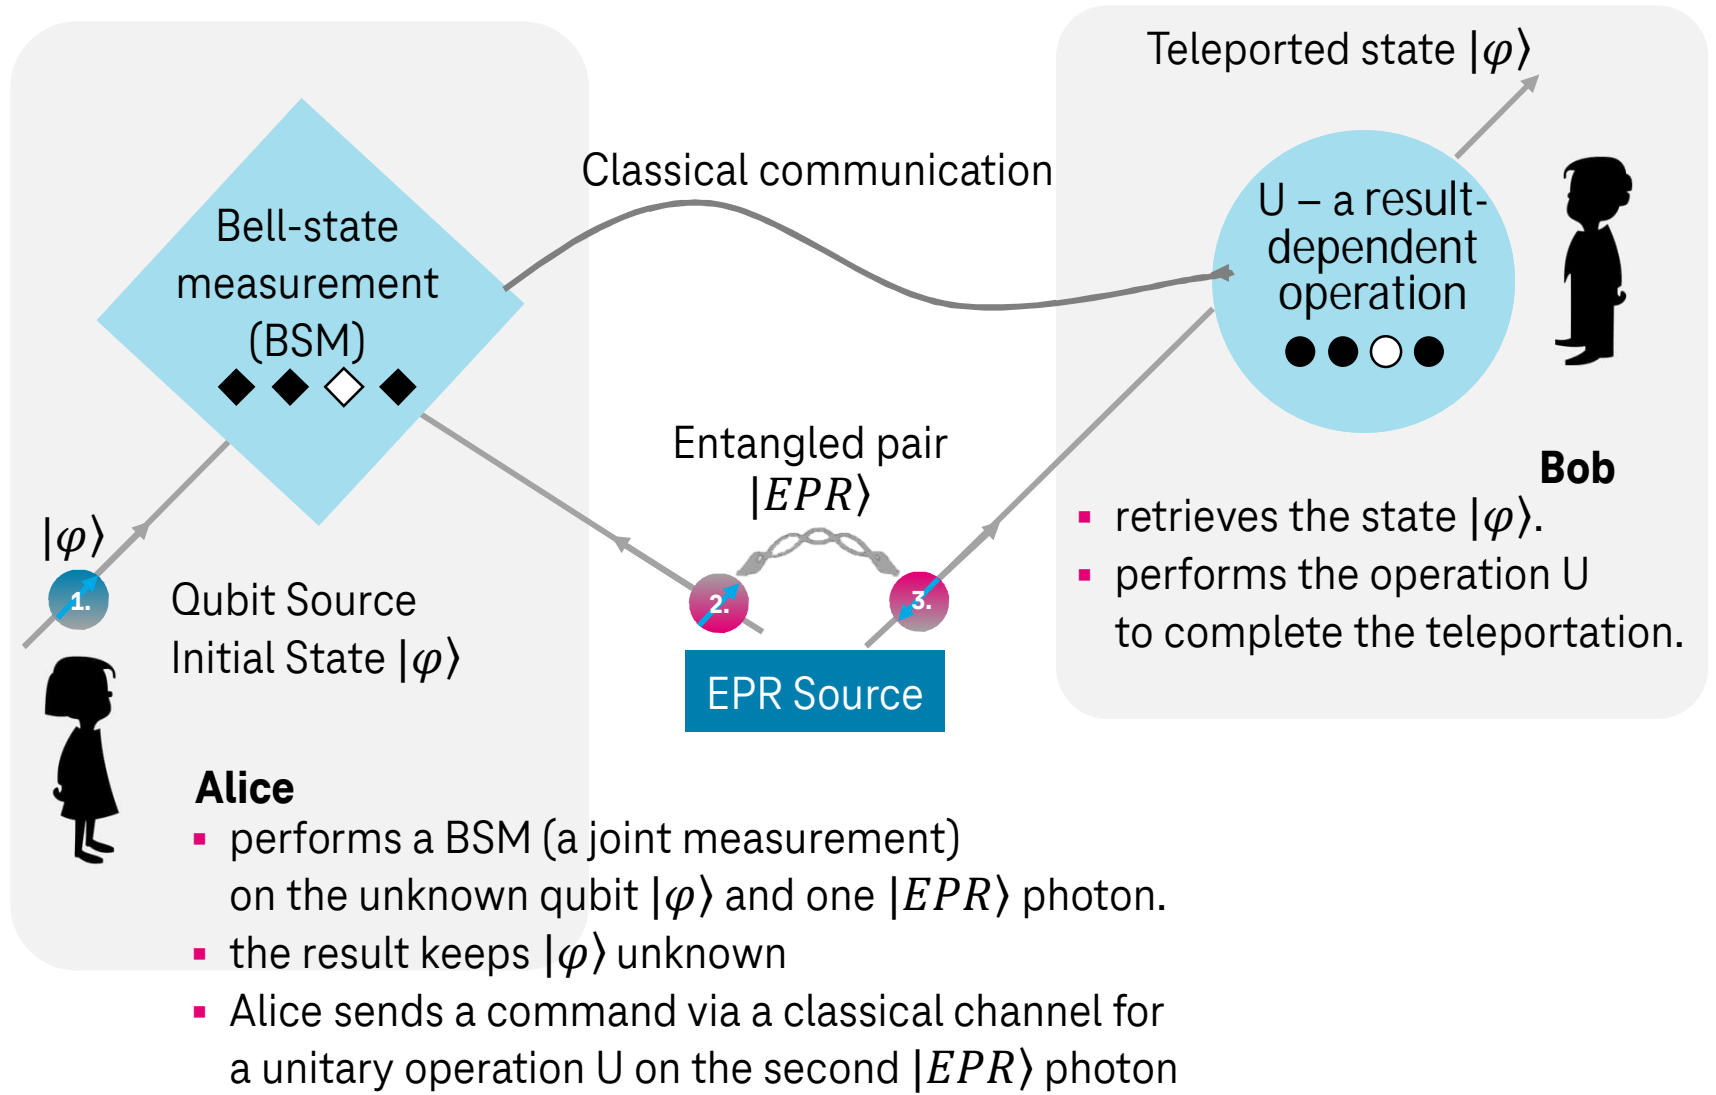 Teleported state |φ⟩
Classical communication
Bell-state
measurement
(BSM)
U – a result-
dependent
operation
Entangled pair
|EPR⟩
|φ⟩
1.
Qubit Source
Initial State |φ⟩
2.
3.
EPR Source
Bob
▪ retrieves the state |φ⟩.
▪ performs the operation U
to complete the teleportation.
Alice
▪ performs a BSM (a joint measurement)
on the unknown qubit |φ⟩ and one |EPR⟩ photon.
▪ the result keeps |φ⟩ unknown
▪ Alice sends a command via a classical channel for
a unitary operation U on the second |EPR⟩ photon